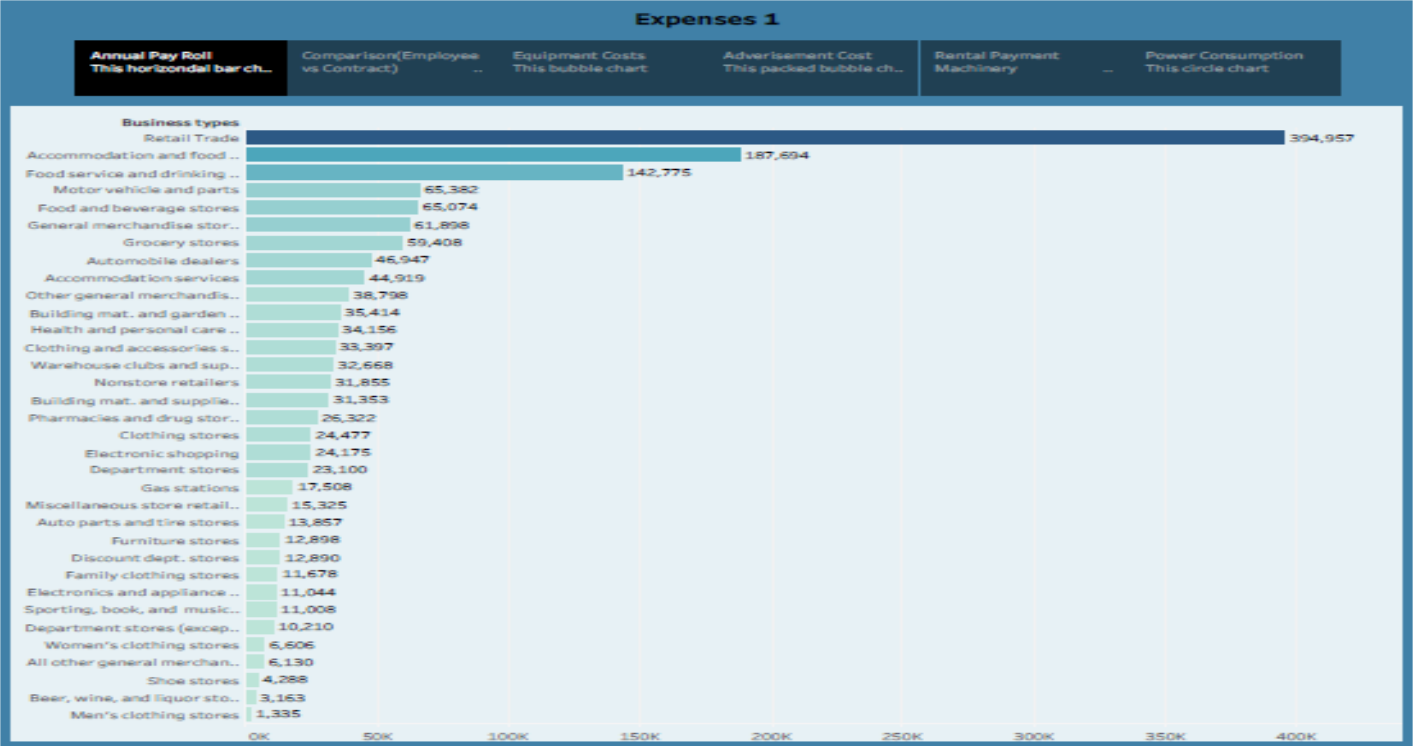 Expenses 1
Annual Pay Roll
This horizondal bar ch...
Comparison(Employee
vs Contract) ..
Equipment Costs
This bubble chart
Adverisement Cost
This packed bubble ch...
Rental Payment
Machinery ...
Power Consumption
This circle chart
Business types
Retail Trade 394,957
Accommodation and food .. 187,694
Food service and drinking .. 142,775
Motor vehicle and parts 65,382
Food and beverage stores 65,074
General merchandise stor.. 61,898
Grocery stores 59,408
Automobile dealers 46,947
Accommodation services 44,919
Other general merchandis.. 38,798
Building mat. and garden .. 35,414
Health and personal care .. 34,156
Clothing and accessories s.. 33,397
Warehouse clubs and sup.. 32,668
Nonstore retailers 31,855
Building mat. and supplie.. 31,353
Pharmacies and drug stor.. 26,322
Clothing stores 24,477
Electronic shopping 24,175
Department stores 23,100
Gas stations 17,508
Miscellaneous store retail.. 15,325
Auto parts and tire stores 13,857
Furniture stores 12,898
Discount dept. stores 12,890
Family clothing stores 11,678
Electronics and appliance .. 11,044
Sporting, book, and music.. 11,008
Department stores (excep.. 10,210
Women's clothing stores 6,606
All other general merchan.. 6,130
Shoe stores 4,288
Beer, wine, and liquor sto.. 3,163
Men's clothing stores 1,335
0K 50K 100K 150K 200K 250K 300K 350K 400K